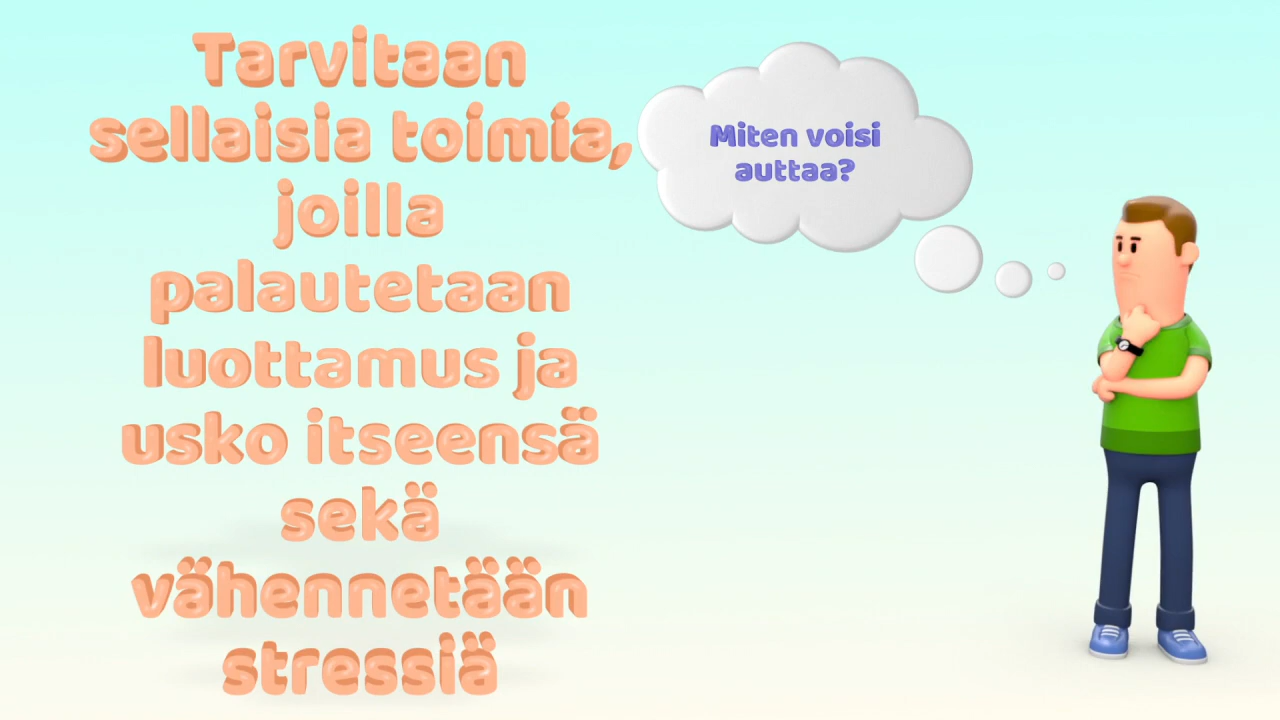 Tarvitaan
sellaisia toimia,
joilla
palautetaan
luottamus ja
usko itseensä
sekä
vähennetään
stressiä
Miten voisi
auttaa?